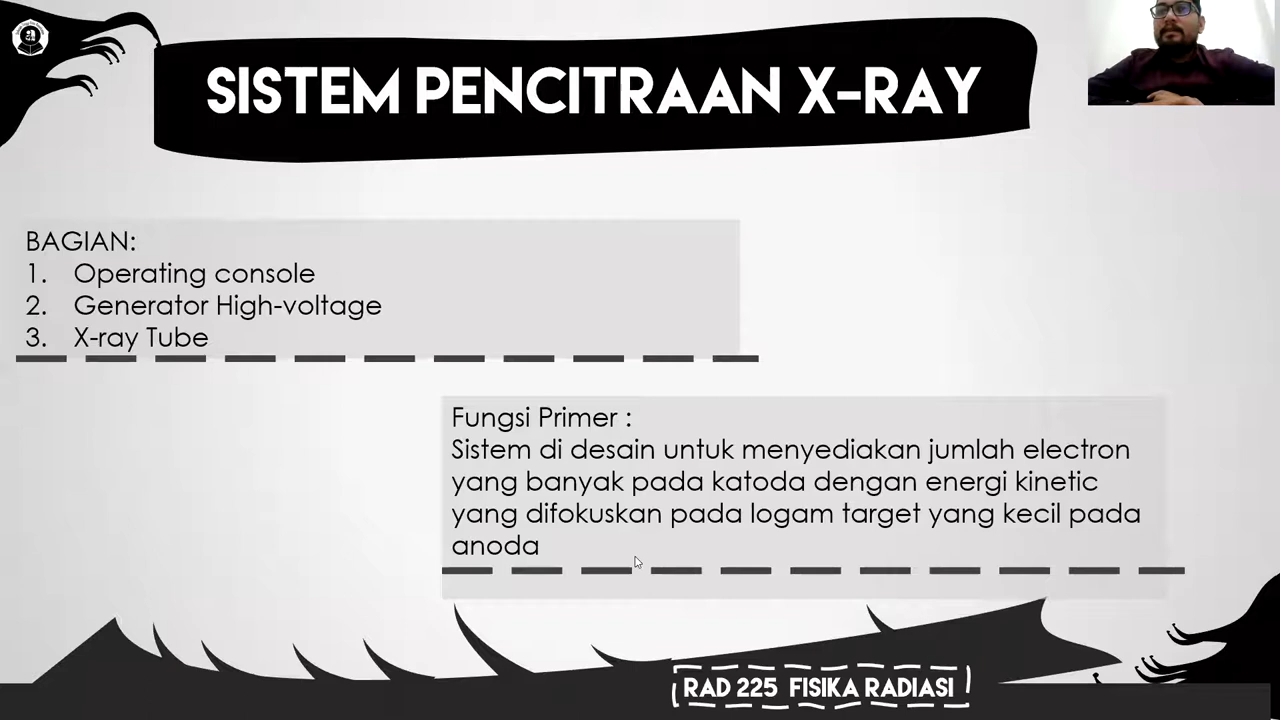 SISTEM PENCITRAAN X-RAY
BAGIAN:
1. Operating console
2. Generator High-voltage
3. X-ray Tube
Fungsi Primer :
Sistem di desain untuk menyediakan jumlah electron
yang banyak pada katoda dengan energi kinetic
yang difokuskan pada logam target yang kecil pada
anoda
RAD 225 FISIKA RADIASI